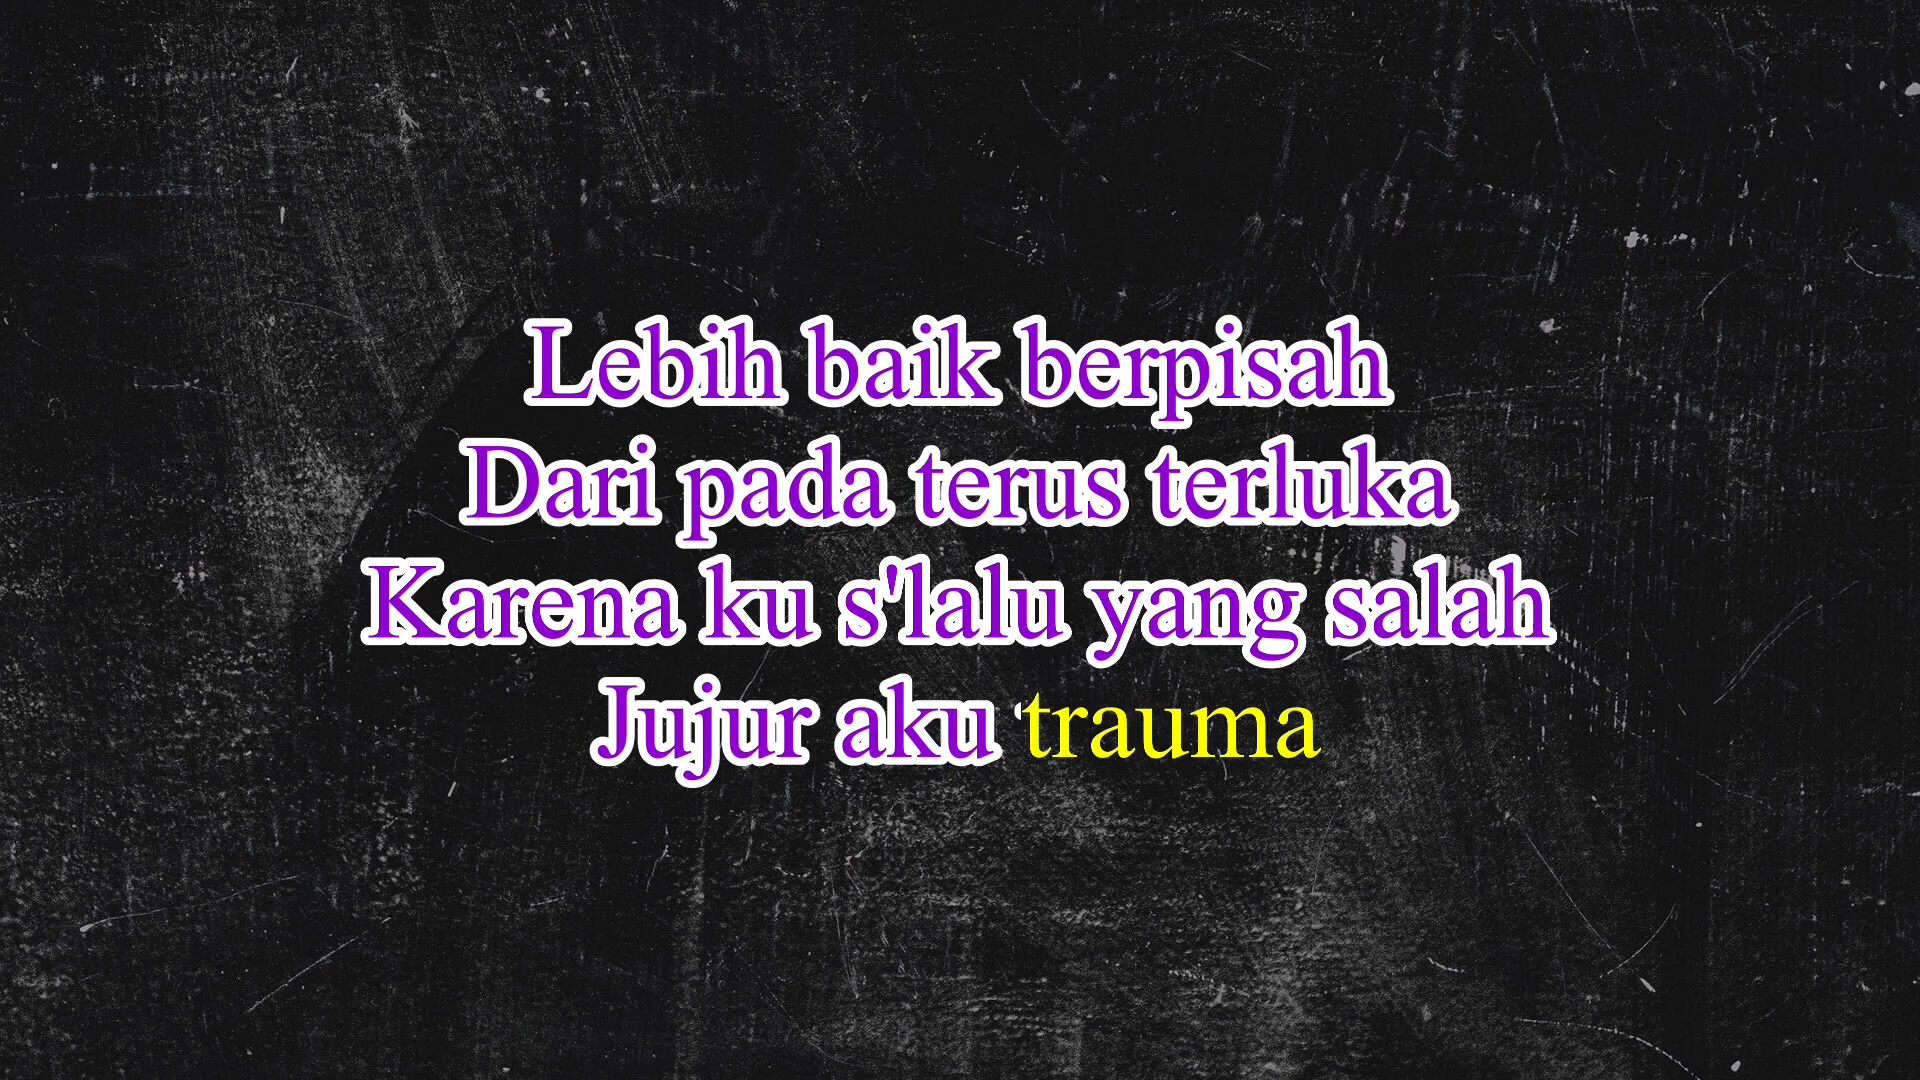 Lebih baik berpisah
Dari pada terus terluka
Karena ku s'lalu yang salah
Jujur aku trauma